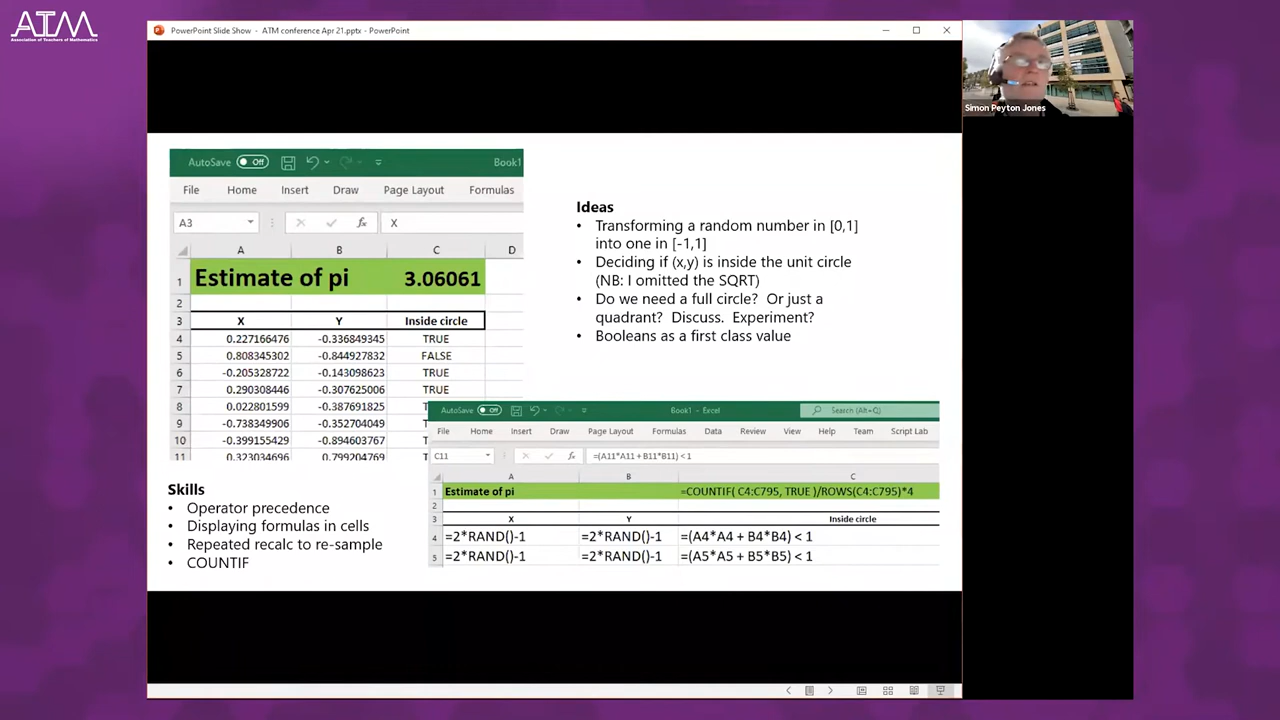 ATM
Association of Teachers of Mathematics
PowerPoint Slide Show - ATM conference Apr 21.pptx - PowerPoint
Simon Peyton Jones
AutoSave Off Book1
File Home Insert Draw Page Layout Formulas
A3 fx X
A B C D
1 Estimate of pi 3.06061
2
3 X Y Inside circle
4 0.227166476 -0.336849345 TRUE
5 0.808345302 -0.844927832 FALSE
6 -0.205328722 -0.143098623 TRUE
7 0.290308446 -0.307625006 TRUE
8 0.022801599 -0.387691825 T
9 -0.738349906 -0.352704049
10 -0.399155429 -0.894603767
11 0.323034696 0.799204769
Ideas
• Transforming a random number in [0,1]
into one in [-1,1]
• Deciding if (x,y) is inside the unit circle
(NB: I omitted the SQRT)
• Do we need a full circle? Or just a
quadrant? Discuss. Experiment?
• Booleans as a first class value
AutoSave Off Book1 - Excel Search (Alt+Q)
File Home Insert Draw Page Layout Formulas Data Review View Help Team Script Lab
C11 fx =(A11*A11 + B11*B11) < 1
A B C
1 Estimate of pi =COUNTIF( C4:C795, TRUE )/ROWS(C4:C795)*4
2
3 X Y Inside circle
4 =2*RAND()-1 =2*RAND()-1 =(A4*A4 + B4*B4) < 1
5 =2*RAND()-1 =2*RAND()-1 =(A5*A5 + B5*B5) < 1
Skills
• Operator precedence
• Displaying formulas in cells
• Repeated recalc to re-sample
• COUNTIF